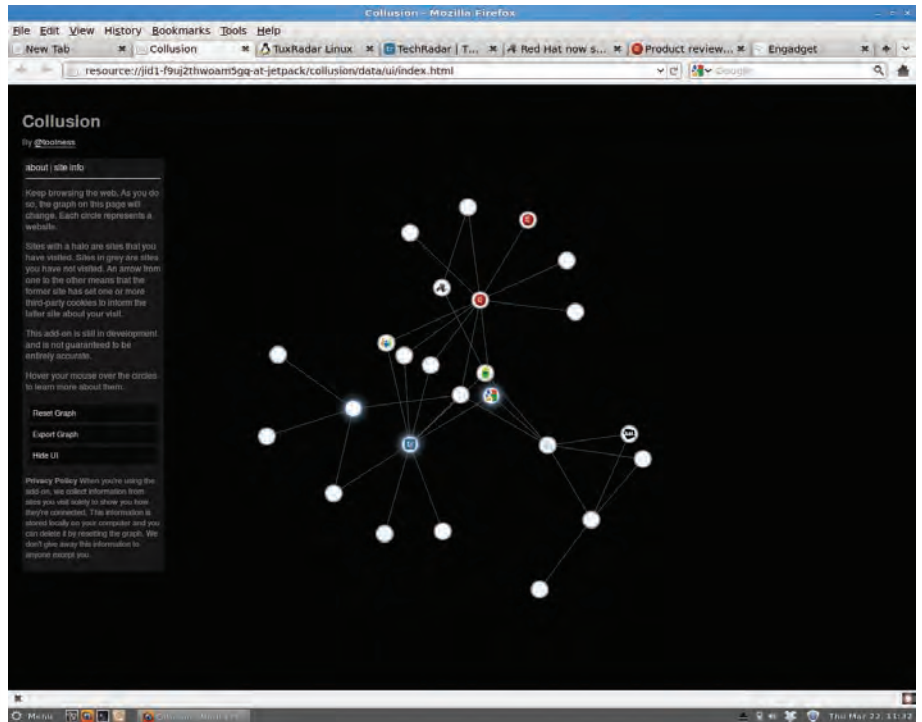 Collusion - Mozilla Firefox
File Edit View History Bookmarks Tools Help
New Tab Collusion TuxRadar Linux TechRadar | T... Red Hat now s... Product review... Engadget
resource://jid1-f9uj2thwoam5gq-at-jetpack/collusion/data/ui/index.html Google
Collusion
By @toolness
about | site info
Keep browsing the web. As you do
so, the graph on this page will
change. Each circle represents a
website.
Sites with a halo are sites that you
have visited. Sites in grey are sites
you have not visited. An arrow from
one to the other means that the
former site has set one or more
third-party cookies to inform the
latter site about your visit.
This add-on is still in development
and is not guaranteed to be
entirely accurate.
Hover your mouse over the circles
to learn more about them.
Reset Graph
Export Graph
Hide UI
Privacy Policy When you're using the
add-on, we collect information from
sites you visit solely to show you how
they're connected. This information is
stored locally on your computer and you
can delete it by resetting the graph. We
don't give away this information to
anyone except you.
Menu Collusion - Mozilla Fi... Thu Mar 22, 11:32